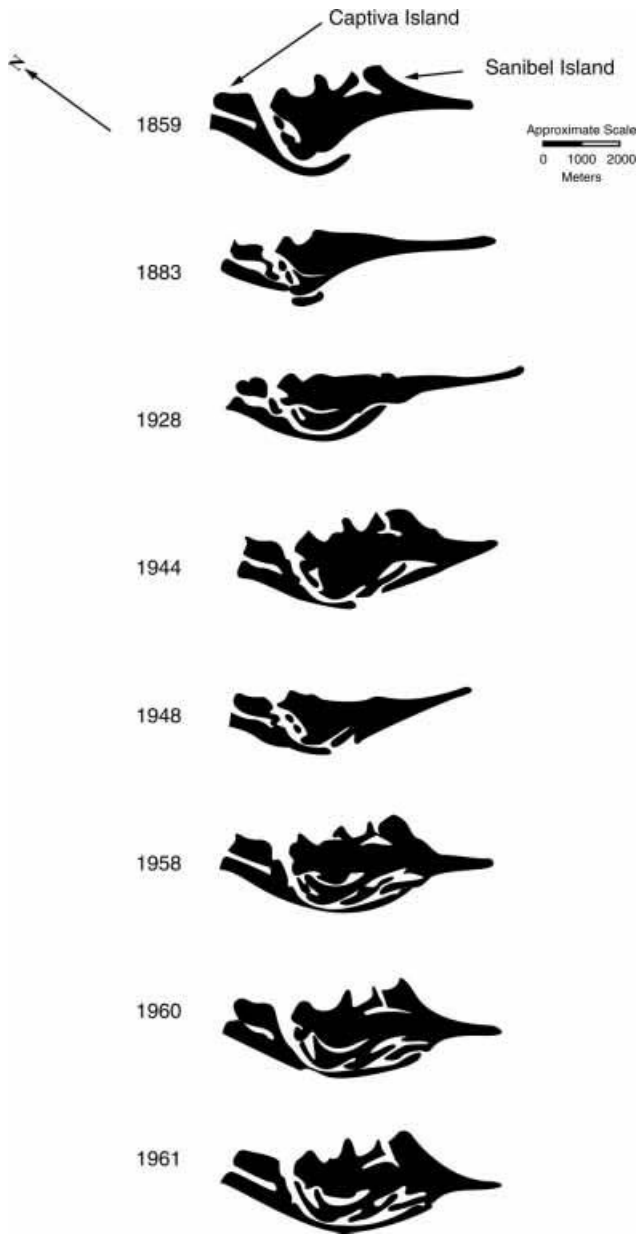 Captiva Island
N
Sanibel Island
1859
Approximate Scale
0 1000 2000
Meters
1883
1928
1944
1948
1958
1960
1961